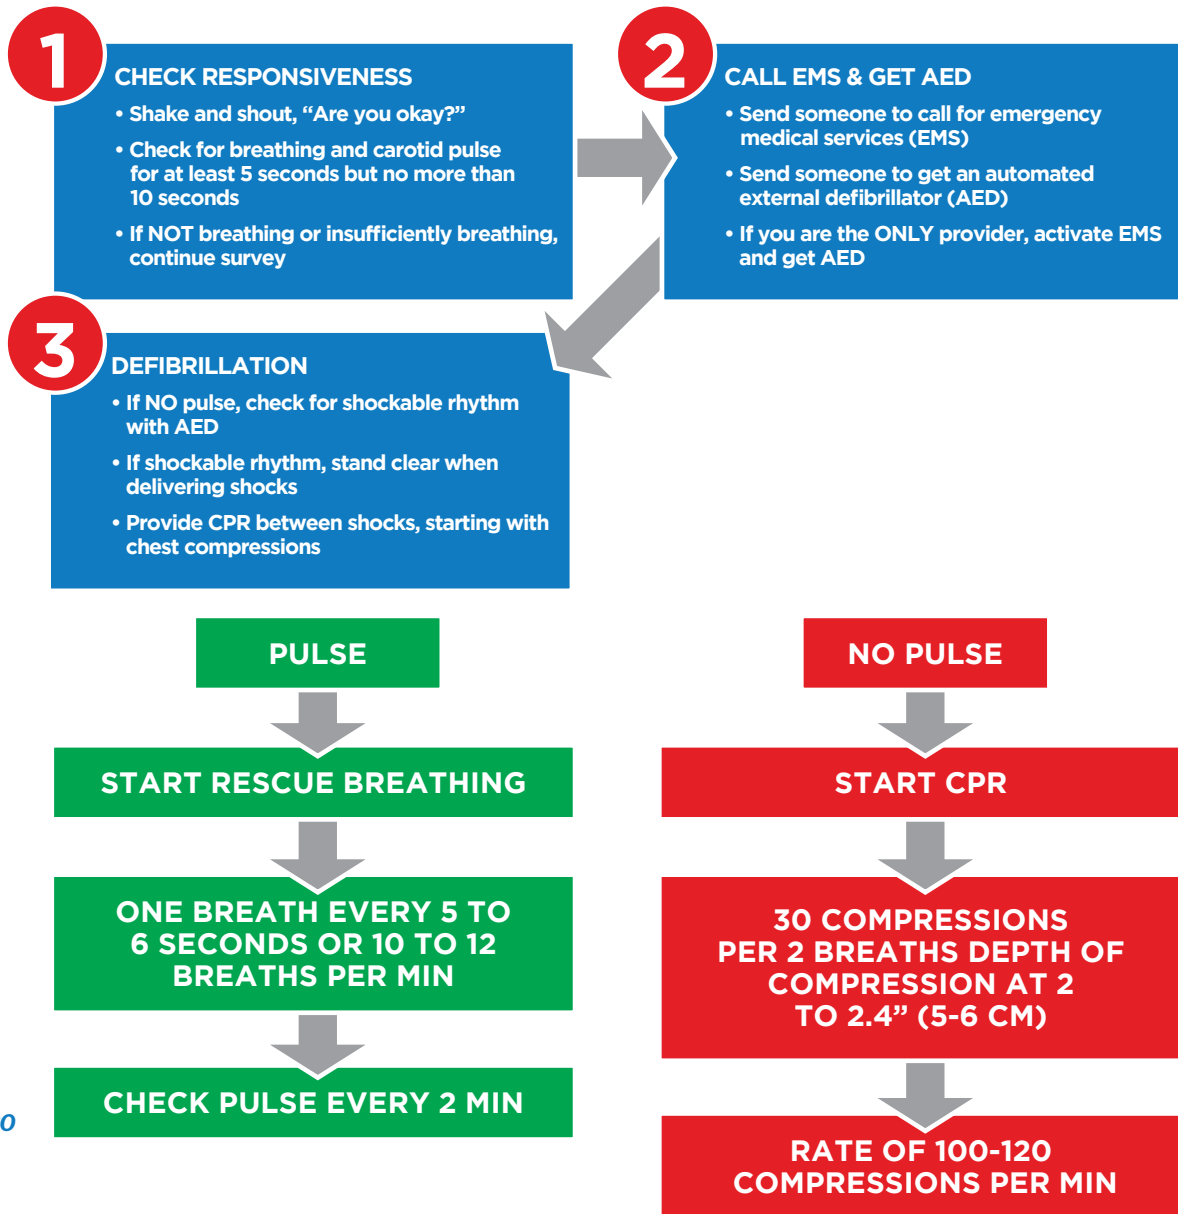 1
CHECK RESPONSIVENESS
• Shake and shout, “Are you okay?”
• Check for breathing and carotid pulse
for at least 5 seconds but no more than
10 seconds
• If NOT breathing or insufficiently breathing,
continue survey
2
CALL EMS & GET AED
• Send someone to call for emergency
medical services (EMS)
• Send someone to get an automated
external defibrillator (AED)
• If you are the ONLY provider, activate EMS
and get AED
3
DEFIBRILLATION
• If NO pulse, check for shockable rhythm
with AED
• If shockable rhythm, stand clear when
delivering shocks
• Provide CPR between shocks, starting with
chest compressions
PULSE
START RESCUE BREATHING
ONE BREATH EVERY 5 TO
6 SECONDS OR 10 TO 12
BREATHS PER MIN
CHECK PULSE EVERY 2 MIN
NO PULSE
START CPR
30 COMPRESSIONS
PER 2 BREATHS DEPTH OF
COMPRESSION AT 2
TO 2.4” (5-6 CM)
RATE OF 100-120
COMPRESSIONS PER MIN